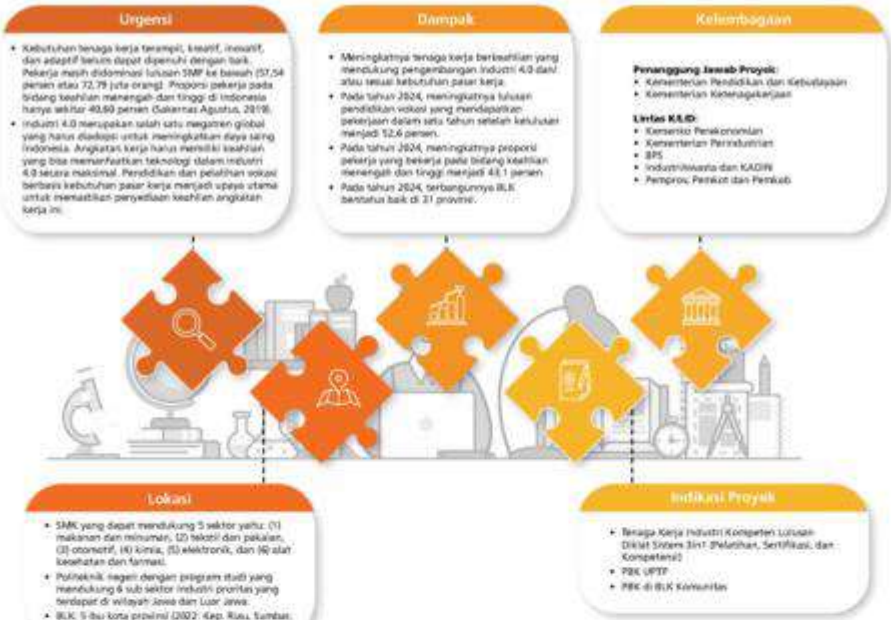 Urgensi
• Kebutuhan tenaga kerja terampil, kreatif, inovatif,
dan adaptif belum dapat dipenuhi dengan baik.
Pekerja masih didominasi lulusan SMP ke bawah (57,54
persen atau 72,79 juta orang). Proporsi pekerja pada
bidang keahlian menengah dan tinggi di Indonesia
hanya sekitar 40,60 persen (Sakernas Agustus, 2019).
• Industri 4.0 merupakan salah satu megatren global
yang harus diadopsi untuk meningkatkan daya saing
Indonesia. Angkatan kerja harus memiliki keahlian
yang bisa memanfaatkan teknologi dalam industri
4.0 secara maksimal. Pendidikan dan pelatihan vokasi
berbasis kebutuhan pasar kerja menjadi upaya utama
untuk memastikan penyediaan keahlian angkatan
kerja ini.
Dampak
• Meningkatnya tenaga kerja berkeahlian yang
mendukung pengembangan industri 4.0 dan/
atau sesuai kebutuhan pasar kerja.
• Pada tahun 2024, meningkatnya lulusan
pendidikan vokasi yang mendapatkan
pekerjaan dalam satu tahun setelah kelulusan
menjadi 52,6 persen.
• Pada tahun 2024, meningkatnya proporsi
pekerja yang bekerja pada bidang keahlian
menengah dan tinggi menjadi 43,1 persen.
• Pada tahun 2024, terbangunnya BLK
berstatus baik di 31 provinsi.
Kelembagaan
Penanggung Jawab Proyek:
• Kementerian Pendidikan dan Kebudayaan
• Kementerian Ketenagakerjaan
Lintas K/L/D:
• Kemenko Perekonomian
• Kementerian Perindustrian
• BPS
• Industri/swasta dan KADIN
• Pemprov, Pemkot dan Pemkab
Lokasi
• SMK yang dapat mendukung 5 sektor yaitu: (1)
makanan dan minuman, (2) tekstil dan pakaian,
(3) otomotif, (4) kimia, (5) elektronik, dan (6) alat
kesehatan dan farmasi.
• Politeknik negeri dengan program studi yang
mendukung 6 sub sektor industri prioritas yang
terdapat di wilayah Jawa dan Luar Jawa.
• BLK: 5 ibu kota provinsi (2022: Kep. Riau, Sumbar,
Indikasi Proyek
• Tenaga Kerja Industri Kompeten Lulusan
Diklat Sistem 3in1 (Pelatihan, Sertifikasi, dan
Kompetensi)
• PBK UPTP
• PBK di BLK Komunitas